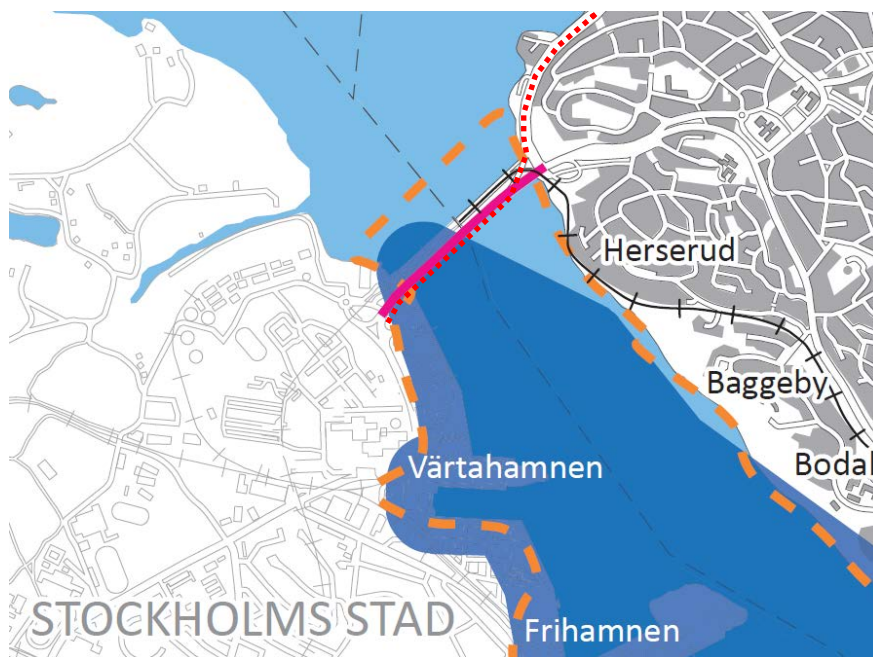 Herserud
Baggeby
Bodal
Värtahamnen
STOCKHOLMS STAD
Frihamnen